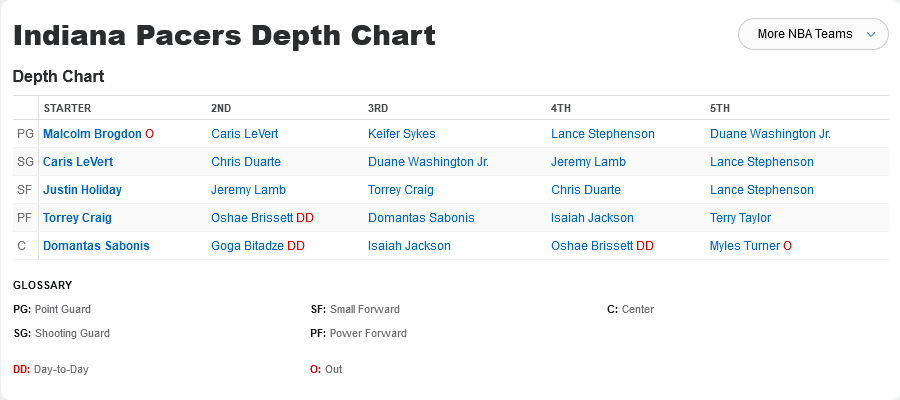 Indiana Pacers Depth Chart
More NBA Teams
Depth Chart
STARTER 2ND 3RD 4TH 5TH
PG Malcolm Brogdon O Caris LeVert Keifer Sykes Lance Stephenson Duane Washington Jr.
SG Caris LeVert Chris Duarte Duane Washington Jr. Jeremy Lamb Lance Stephenson
SF Justin Holiday Jeremy Lamb Torrey Craig Chris Duarte Lance Stephenson
PF Torrey Craig Oshae Brissett DD Domantas Sabonis Isaiah Jackson Terry Taylor
C Domantas Sabonis Goga Bitadze DD Isaiah Jackson Oshae Brissett DD Myles Turner O
GLOSSARY
PG: Point Guard SF: Small Forward C: Center
SG: Shooting Guard PF: Power Forward
DD: Day-to-Day O: Out